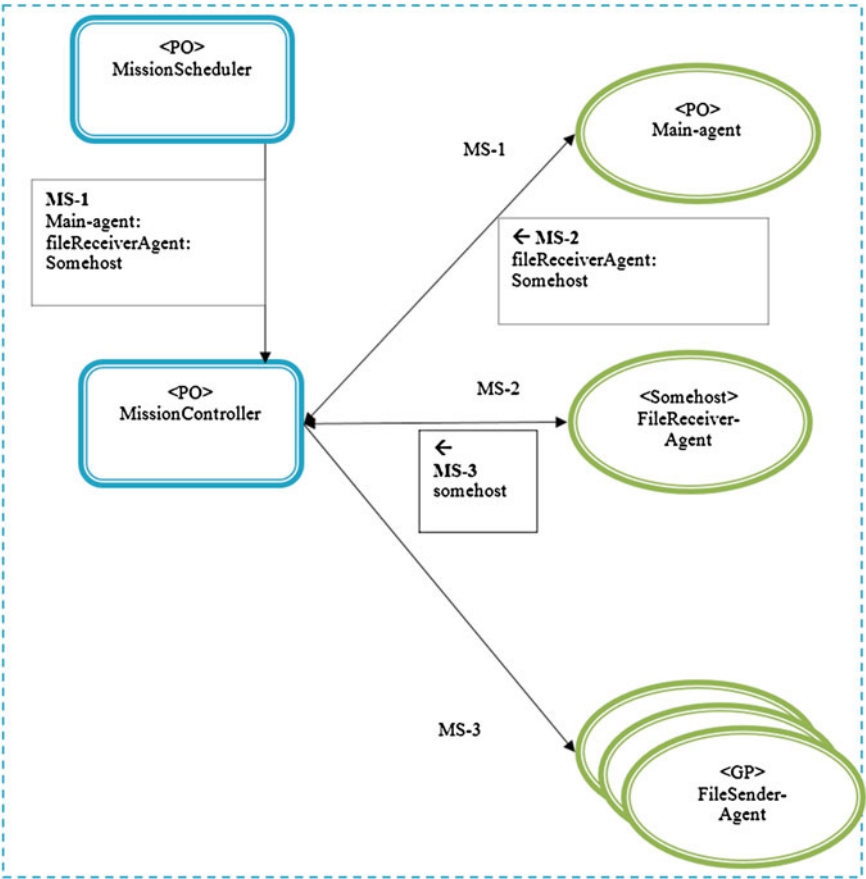 <PO>
MissionScheduler
MS-1
Main-agent:
fileReceiverAgent:
Somehost
<PO>
MissionController
MS-1
<PO>
Main-agent
← MS-2
fileReceiverAgent:
Somehost
MS-2
<Somehost>
FileReceiver-
Agent
←
MS-3
somehost
MS-3
<GP>
FileSender-
Agent